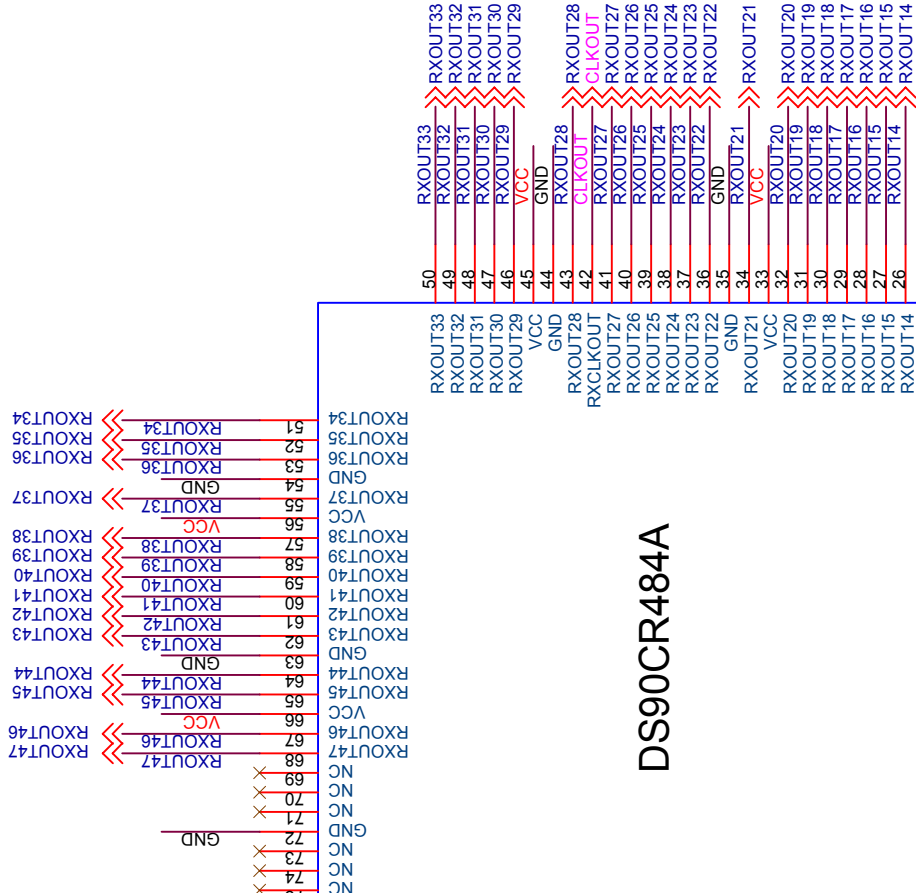 RXOUT33
RXOUT32
RXOUT31
RXOUT30
RXOUT29
RXOUT28
CLKOUT
RXOUT27
RXOUT26
RXOUT25
RXOUT24
RXOUT23
RXOUT22
RXOUT21
RXOUT20
RXOUT19
RXOUT18
RXOUT17
RXOUT16
RXOUT15
RXOUT14
RXOUT33
RXOUT32
RXOUT31
RXOUT30
RXOUT29
VCC
GND
RXOUT28
CLKOUT
RXOUT27
RXOUT26
RXOUT25
RXOUT24
RXOUT23
RXOUT22
GND
RXOUT21
VCC
RXOUT20
RXOUT19
RXOUT18
RXOUT17
RXOUT16
RXOUT15
RXOUT14
50
49
48
47
46
45
44
43
42
41
40
39
38
37
36
35
34
33
32
31
30
29
28
27
26
RXOUT33
RXOUT32
RXOUT31
RXOUT30
RXOUT29
VCC
GND
RXOUT28
RXCLKOUT
RXOUT27
RXOUT26
RXOUT25
RXOUT24
RXOUT23
RXOUT22
GND
RXOUT21
VCC
RXOUT20
RXOUT19
RXOUT18
RXOUT17
RXOUT16
RXOUT15
RXOUT14
RXOUT34 RXOUT34 51 RXOUT34
RXOUT35 RXOUT35 52 RXOUT35
RXOUT36 RXOUT36 53 RXOUT36
GND 54 GND
RXOUT37 RXOUT37 55 RXOUT37
VCC 56 VCC
RXOUT38 RXOUT38 57 RXOUT38
RXOUT39 RXOUT39 58 RXOUT39
RXOUT40 RXOUT40 59 RXOUT40
RXOUT41 RXOUT41 60 RXOUT41
RXOUT42 RXOUT42 61 RXOUT42
RXOUT43 RXOUT43 62 RXOUT43
GND 63 GND
RXOUT44 RXOUT44 64 RXOUT44
RXOUT45 RXOUT45 65 RXOUT45
VCC 66 VCC
RXOUT46 RXOUT46 67 RXOUT46
RXOUT47 RXOUT47 68 RXOUT47
69 NC
70 NC
71 NC
GND 72 GND
73 NC
74 NC
NC
DS90CR484A